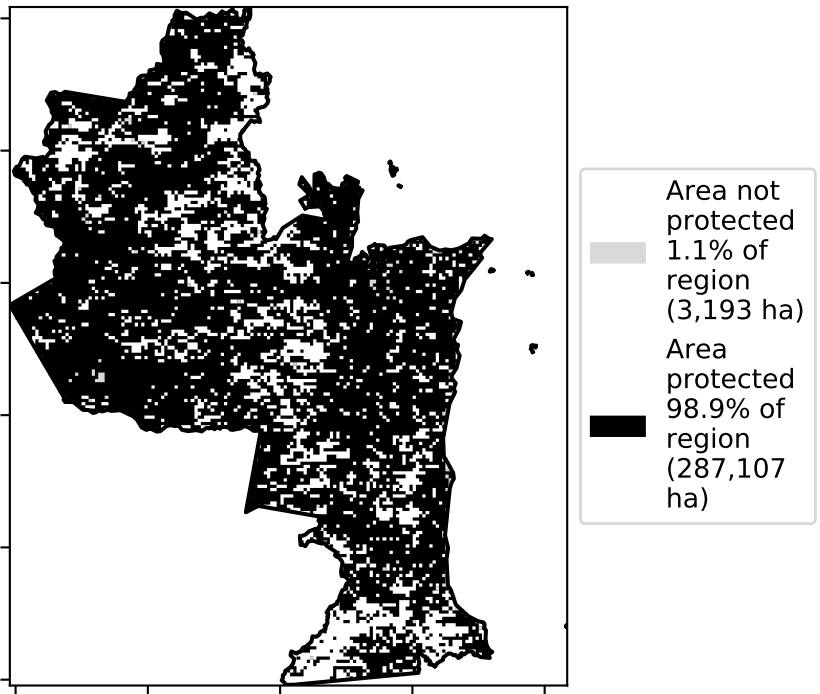 Area not
protected
1.1% of
region
(3,193 ha)
Area
protected
98.9% of
region
(287,107
ha)